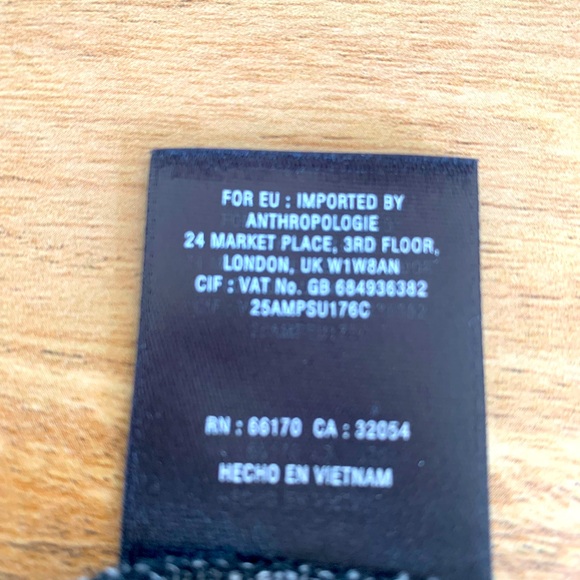 FOR EU : IMPORTED BY
ANTHROPOLOGIE
24 MARKET PLACE, 3RD FLOOR,
LONDON, UK W1W8AN
CIF : VAT No. GB 684936382
25AMPSU176C
RN : 66170 CA : 32054
HECHO EN VIETNAM